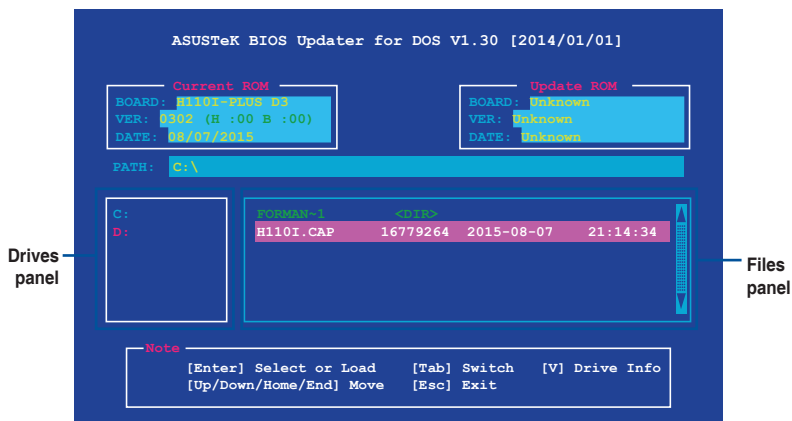 ASUSTeK BIOS Updater for DOS V1.30 [2014/01/01]
Current ROM
BOARD: H110I-PLUS D3
VER: 0302 (H :00 B :00)
DATE: 08/07/2015
Update ROM
BOARD: Unknown
VER: Unknown
DATE: Unknown
PATH: C:\
C:
D:
FORMAN~1 <DIR>
H110I.CAP 16779264 2015-08-07 21:14:34
Drives
panel
Files
panel
Note
[Enter] Select or Load [Tab] Switch [V] Drive Info
[Up/Down/Home/End] Move [Esc] Exit